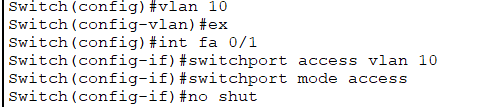 Switch(config)#vlan 10
Switch(config-vlan)#ex
Switch(config)#int fa 0/1
Switch(config-if)#switchport access vlan 10
Switch(config-if)#switchport mode access
Switch(config-if)#no shut